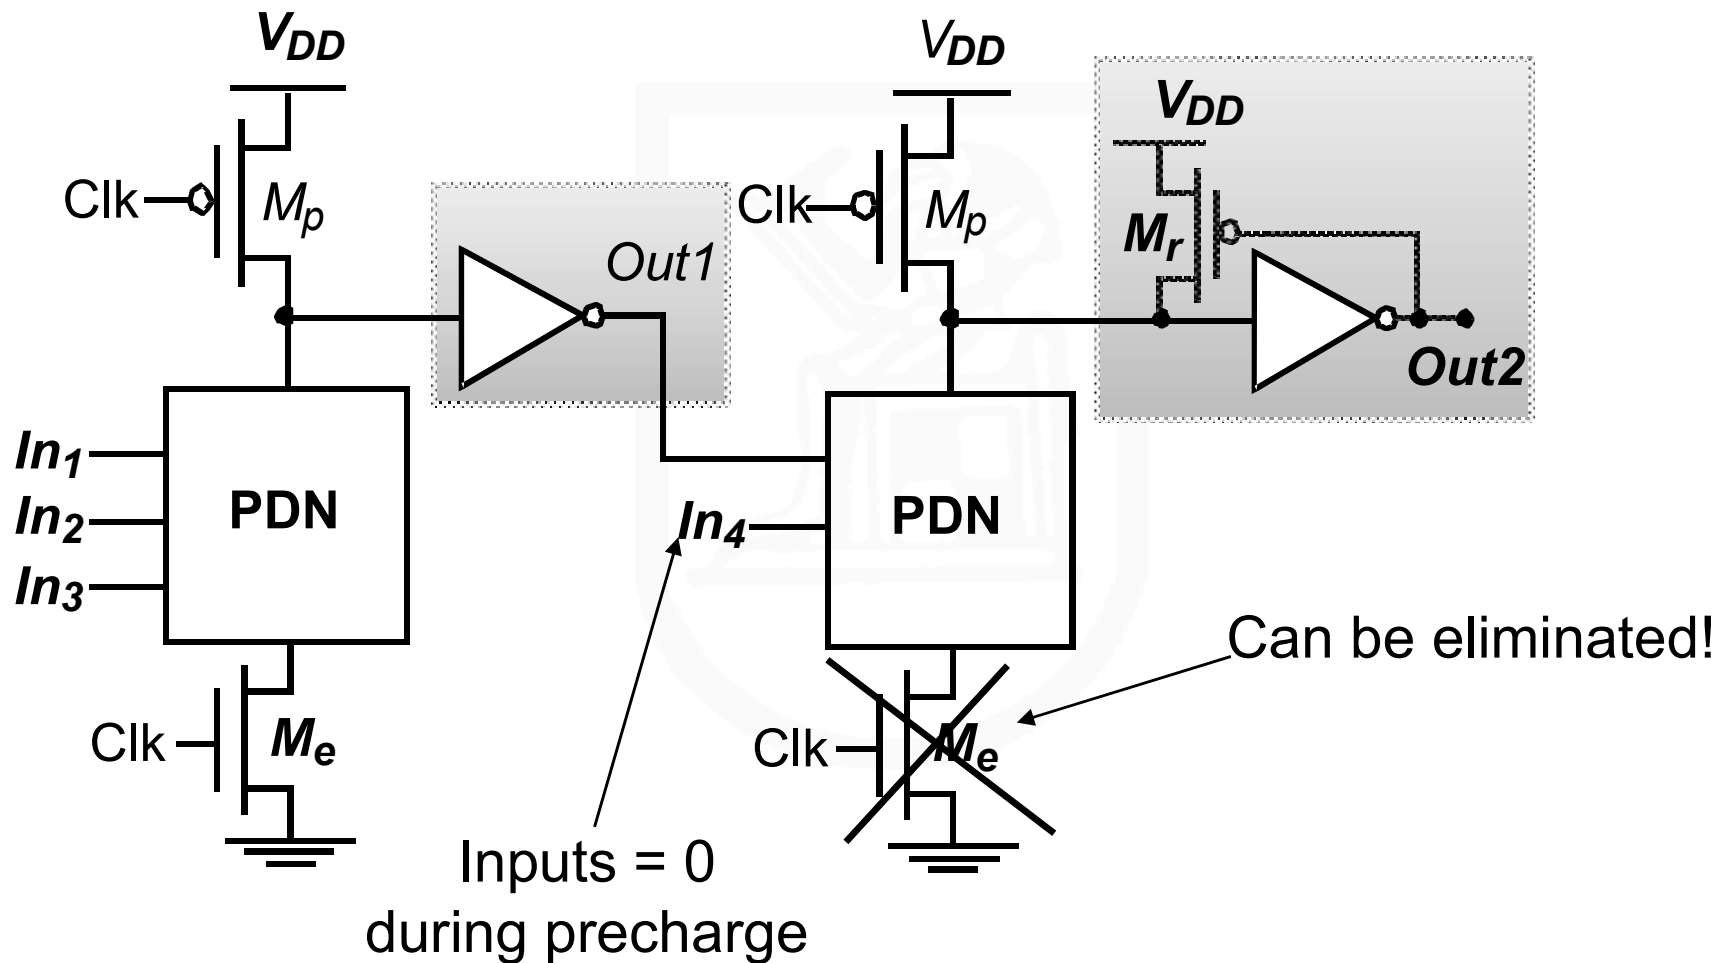 VDD
VDD
VDD
Clk
Mp
Out1
Clk
Mp
Mr
Out2
In1
In2
In3
PDN
In4
PDN
Can be eliminated!
Clk
Me
Clk
Me
Inputs = 0
during precharge